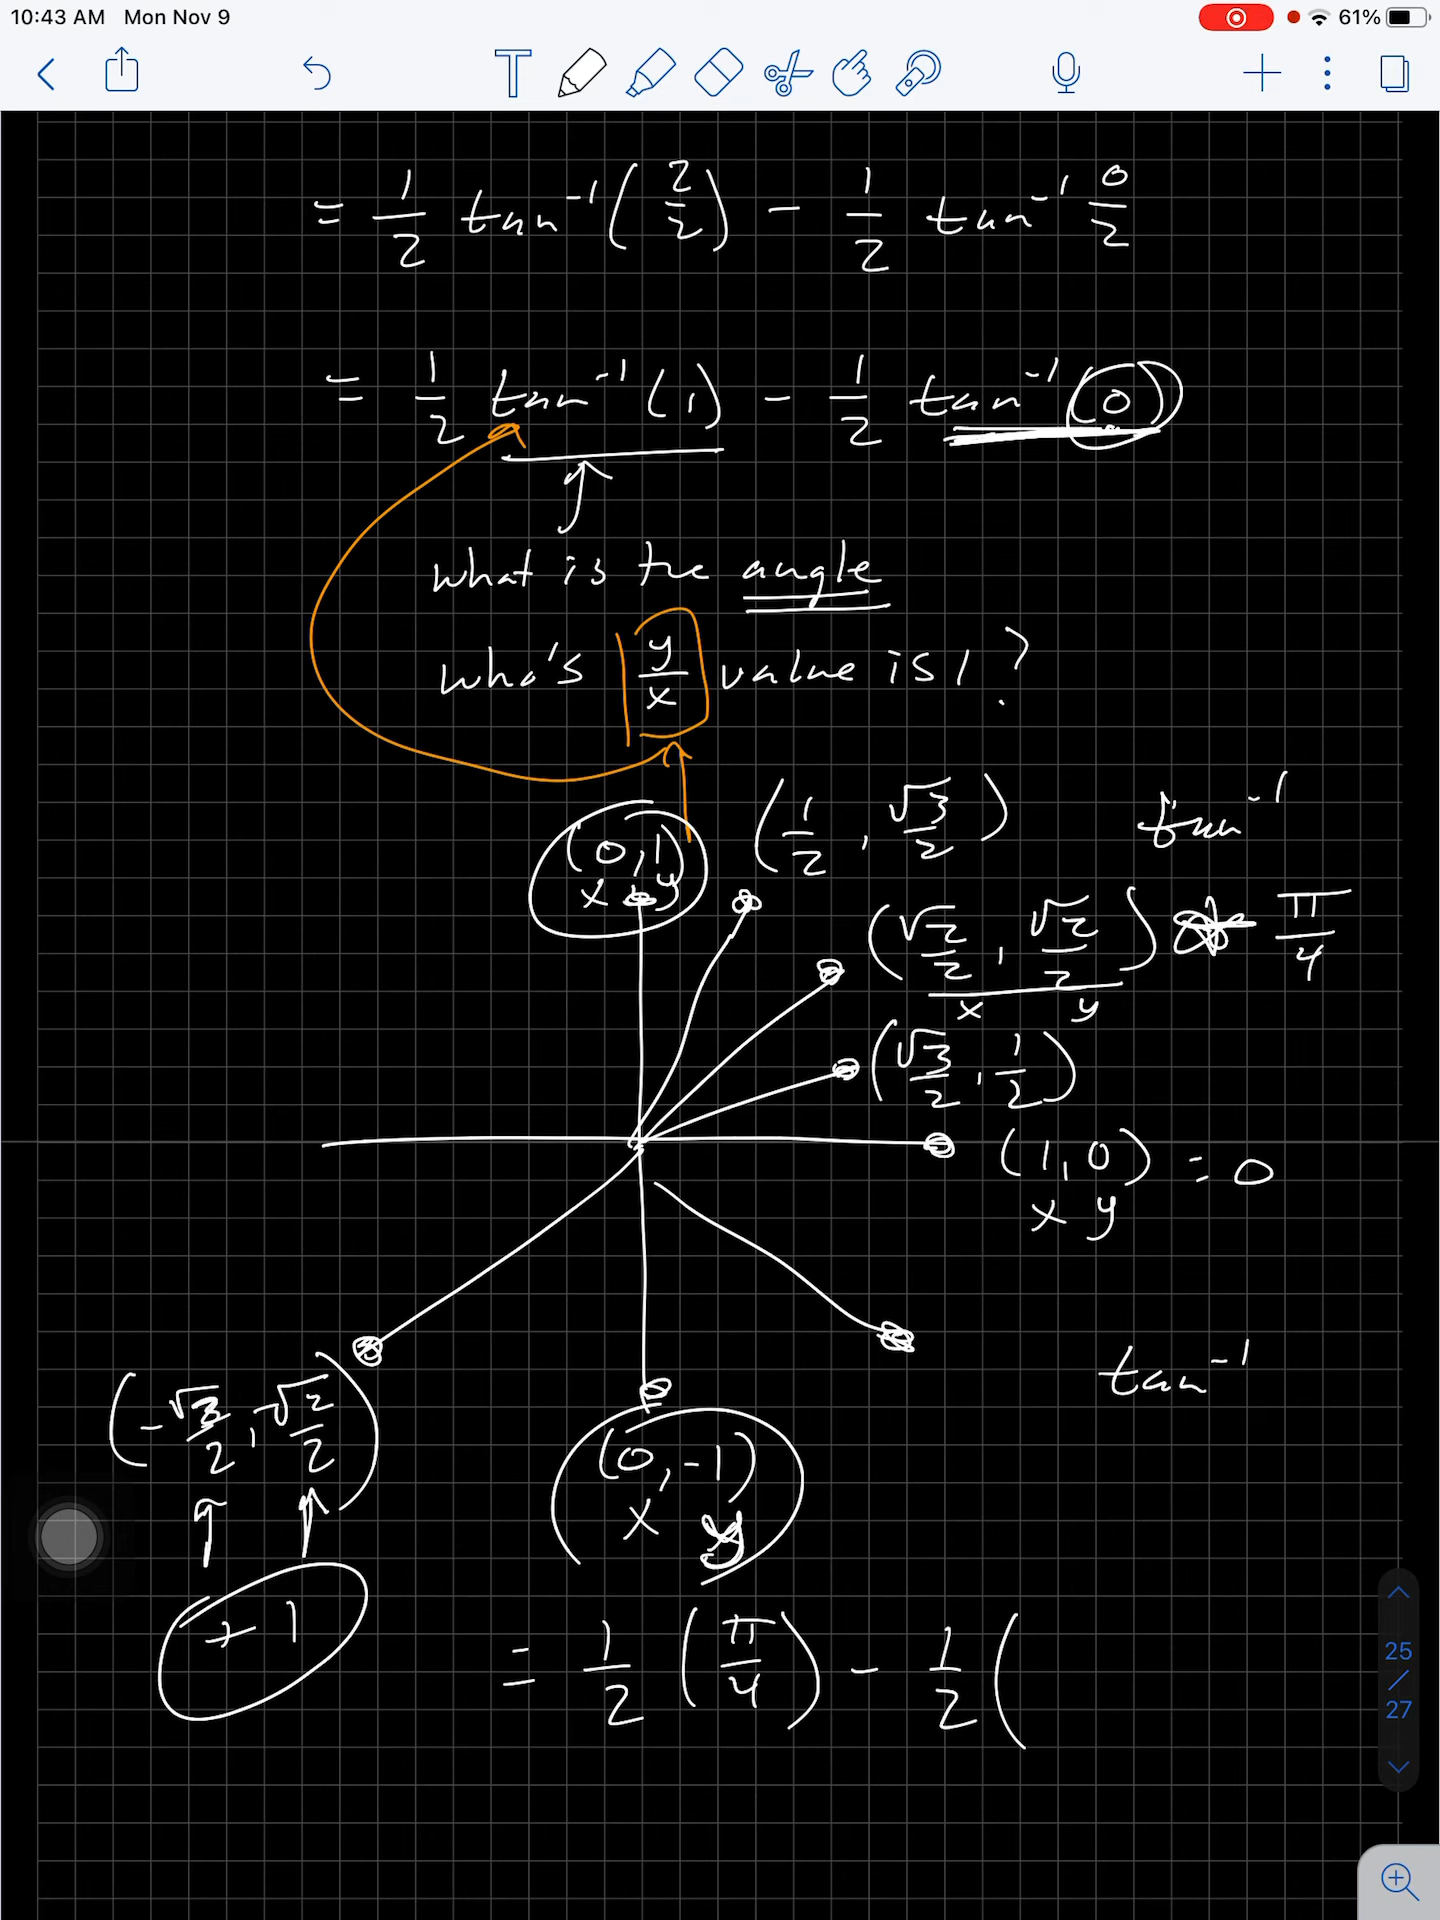 10:43 AM Mon Nov 9 61%
T
= 1/2 tan⁻¹(2/2) - 1/2 tan⁻¹ 0/2
= 1/2 tan⁻¹(1) - 1/2 tan⁻¹(0)
what is the angle
who's y/x value is 1 ?
(0,1)
x y
(1/2, √3/2)
tan⁻¹
(√2/2, √2/2) π/4
x y
(√3/2, 1/2)
(1,0) = 0
x y
tan⁻¹
(-√2/2, -√2/2)
(0,-1)
x y
+1
= 1/2 (π/4) - 1/2 (
25
/
27